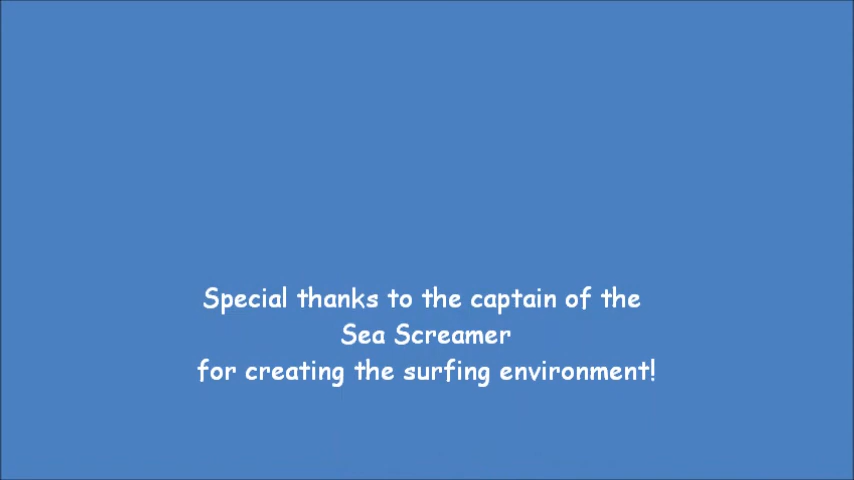 Special thanks to the captain of the
Sea Screamer
for creating the surfing environment!